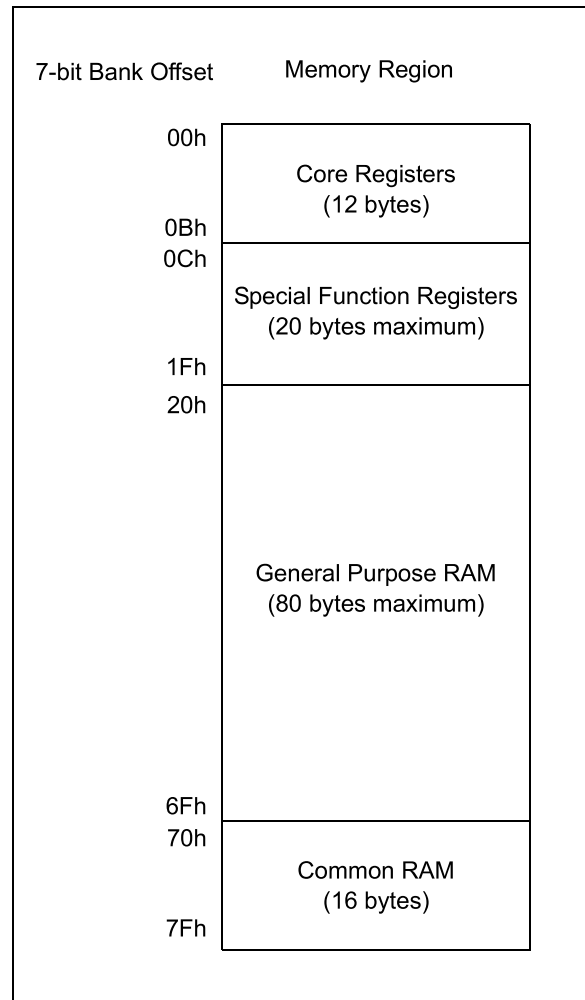 7-bit Bank Offset Memory Region
00h
Core Registers
(12 bytes)
0Bh
0Ch
Special Function Registers
(20 bytes maximum)
1Fh
20h
General Purpose RAM
(80 bytes maximum)
6Fh
70h
Common RAM
(16 bytes)
7Fh